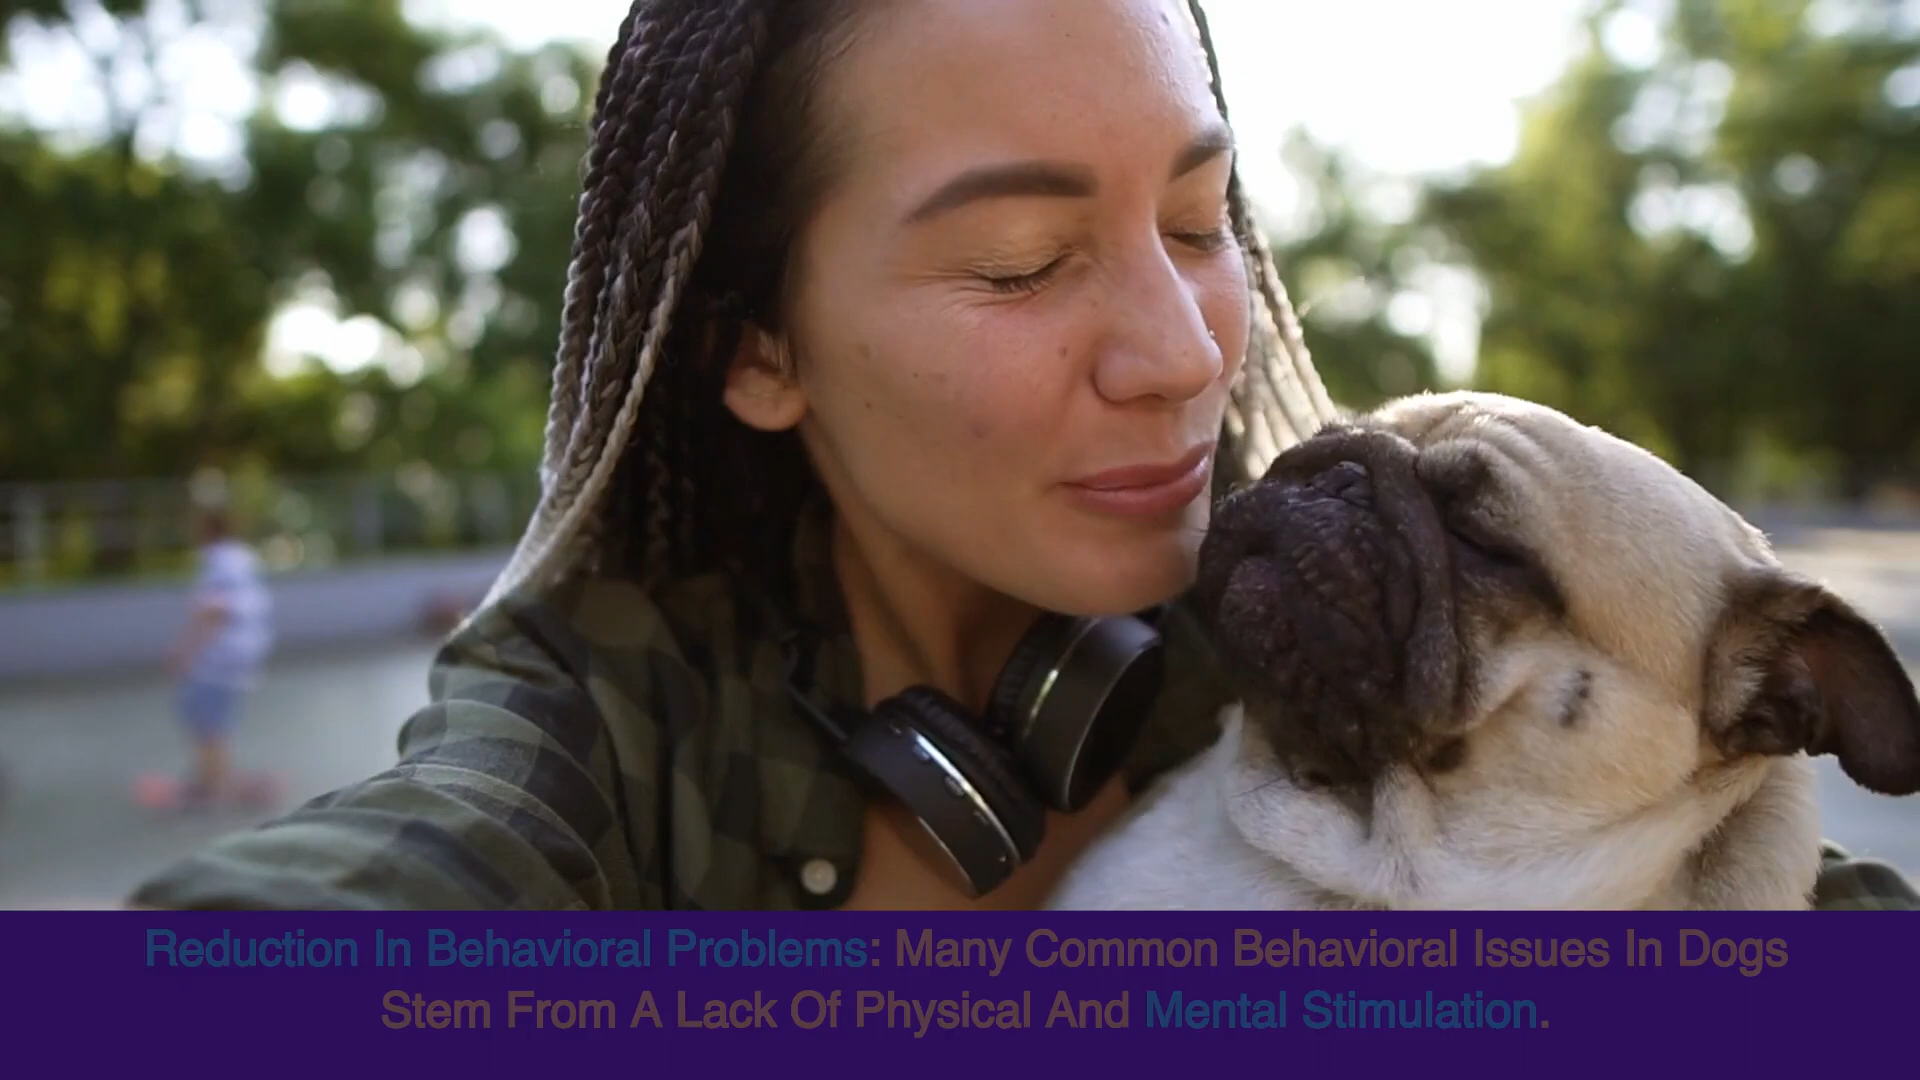 Reduction In Behavioral Problems: Many Common Behavioral Issues In Dogs
Stem From A Lack Of Physical And Mental Stimulation.